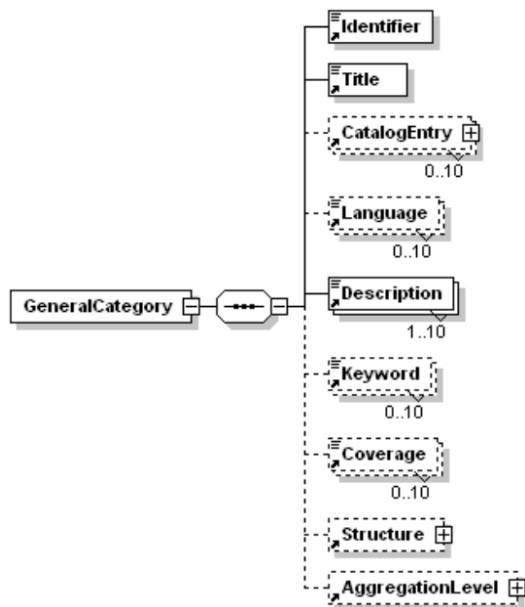 Identifier
Title
CatalogEntry
0..10
Language
0..10
GeneralCategory
Description
1..10
Keyword
0..10
Coverage
0..10
Structure
AggregationLevel